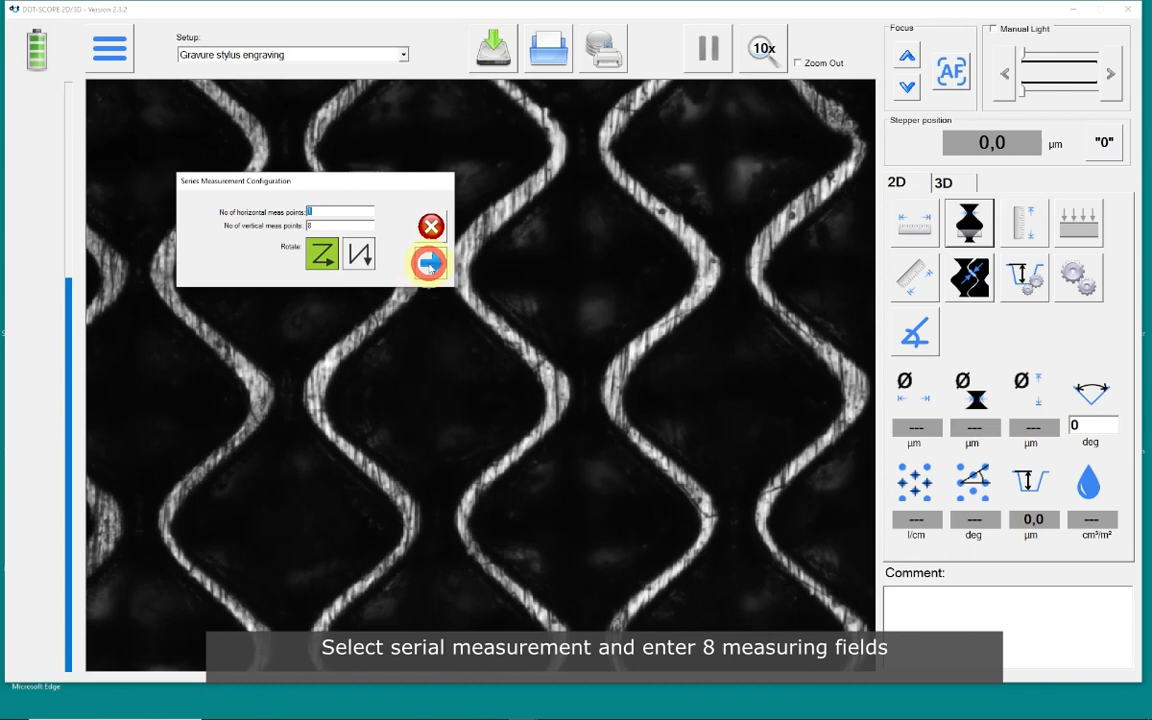 DOT-SCOPE 2D/3D - Version 2.1.2
Setup:
Gravure stylus engraving
10x
Zoom Out
Focus
AF
Manual Light
Stepper position
0,0
µm
"0"
2D
3D
Series Measurement Configuration
No of horizontal meas points:
1
No of vertical meas points:
8
Rotate:
Ø
Ø
Ø
---
---
---
0
µm
µm
µm
deg
---
---
0,0
---
l/cm
deg
µm
cm³/m²
Comment:
Select serial measurement and enter 8 measuring fields
Microsoft Edge